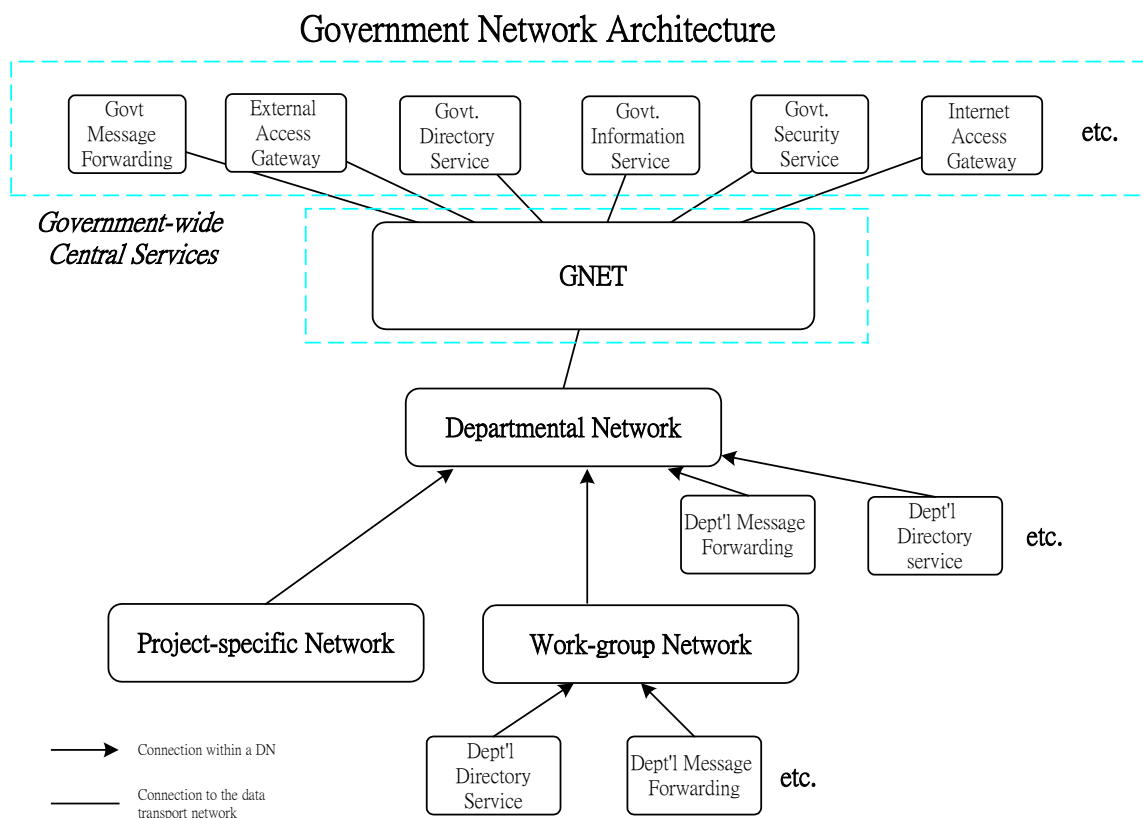 Government Network Architecture
Govt
Message
Forwarding
External
Access
Gateway
Govt.
Directory
Service
Govt.
Information
Service
Govt.
Security
Service
Internet
Access
Gateway
etc.
Government-wide
Central Services
GNET
Departmental Network
Dept'l Message
Forwarding
Dept'l
Directory
service
etc.
Project-specific Network
Work-group Network
Dept'l
Directory
Service
Dept'l Message
Forwarding
etc.
Connection within a DN
Connection to the data
transport network